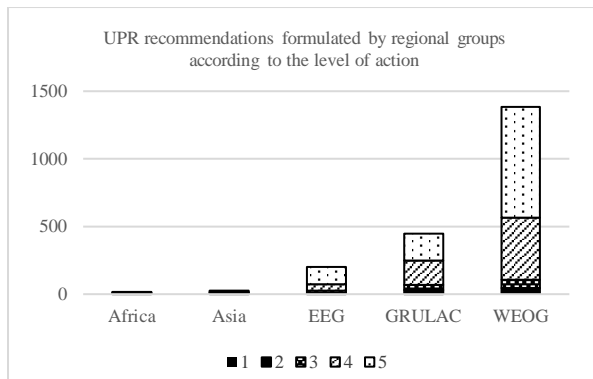 UPR recommendations formulated by regional groups
according to the level of action
1500
1000
500
0
Africa Asia EEG GRULAC WEOG
1 2 3 4 5